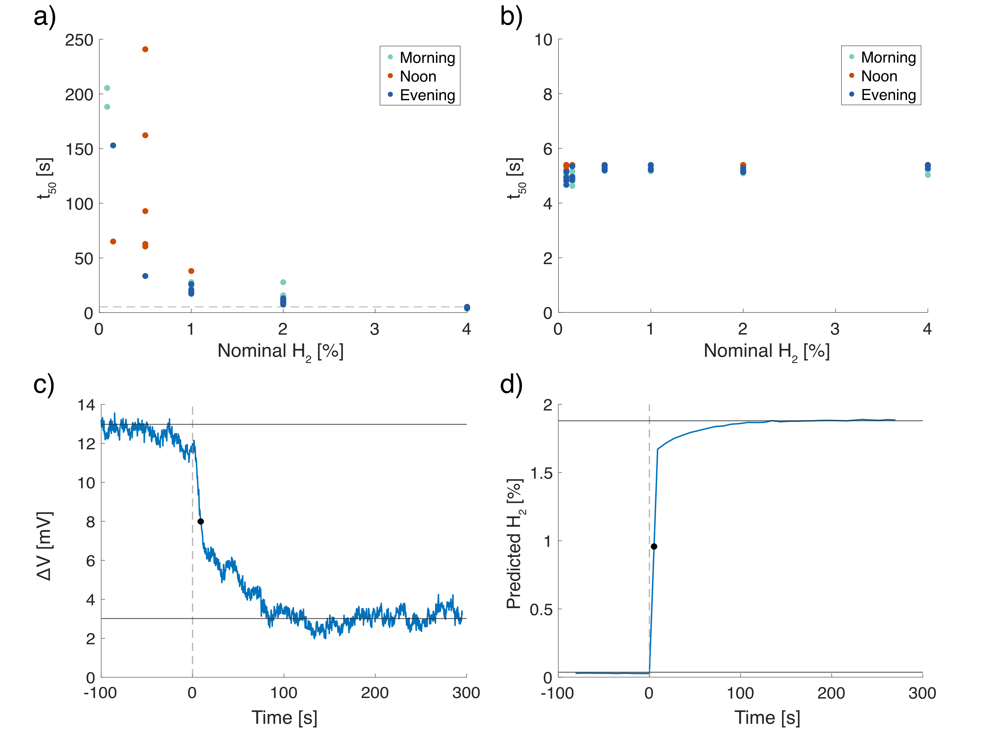 a)
250
200
150
100
50
0
t50 [s]
0 1 2 3 4
Nominal H2 [%]
Morning
Noon
Evening
b)
10
8
6
4
2
0
t50 [s]
0 1 2 3 4
Nominal H2 [%]
Morning
Noon
Evening
c)
14
12
10
8
6
4
2
0
ΔV [mV]
-100 0 100 200 300
Time [s]
d)
2
1.5
1
0.5
0
Predicted H2 [%]
-100 0 100 200 300
Time [s]